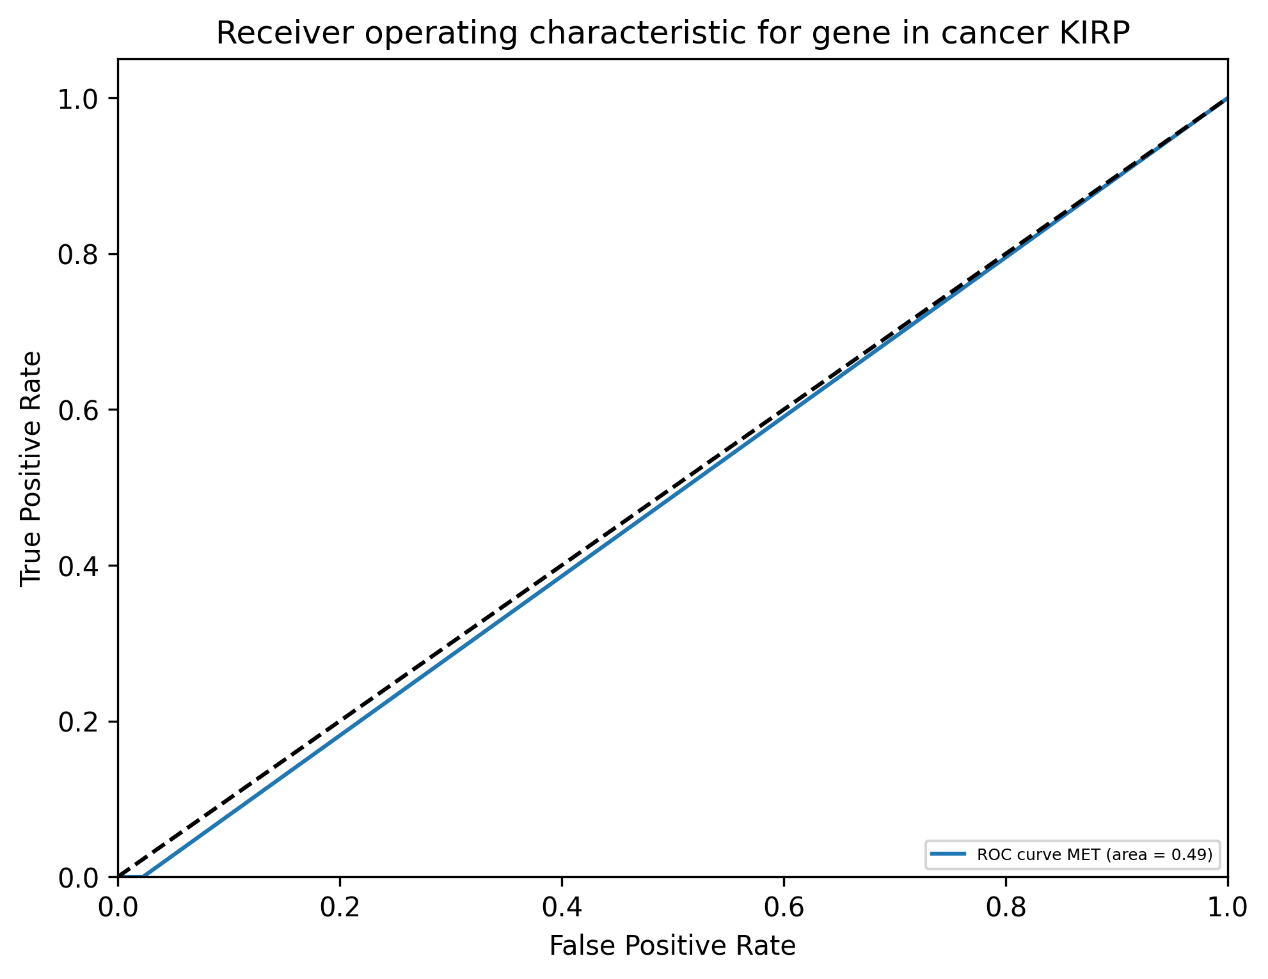 Receiver operating characteristic for gene in cancer KIRP
1.0
0.8
0.6
0.4
0.2
0.0
True Positive Rate
ROC curve MET (area = 0.49)
0.0 0.2 0.4 0.6 0.8 1.0
False Positive Rate